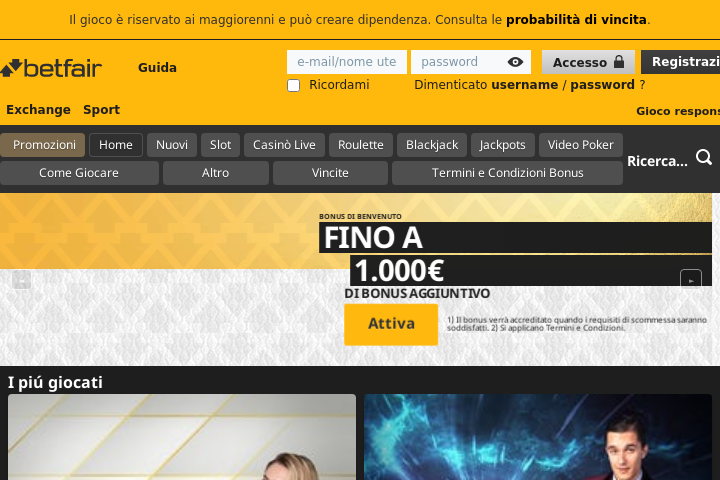 Il gioco è riservato ai maggiorenni e può creare dipendenza. Consulta le probabilità di vincita.
betfair
Guida
e-mail/nome ute
password
Accesso
Registrazi
Ricordami
Dimenticato username / password ?
Exchange Sport
Gioco respons
Promozioni Home Nuovi Slot Casinò Live Roulette Blackjack Jackpots Video Poker
Come Giocare Altro Vincite Termini e Condizioni Bonus
Ricerca...
BONUS DI BENVENUTO
FINO A
1.000€
DI BONUS AGGIUNTIVO
Attiva
1) Il bonus verrà accreditato quando i requisiti di scommessa saranno
soddisfatti. 2) Si applicano Termini e Condizioni.
I piú giocati